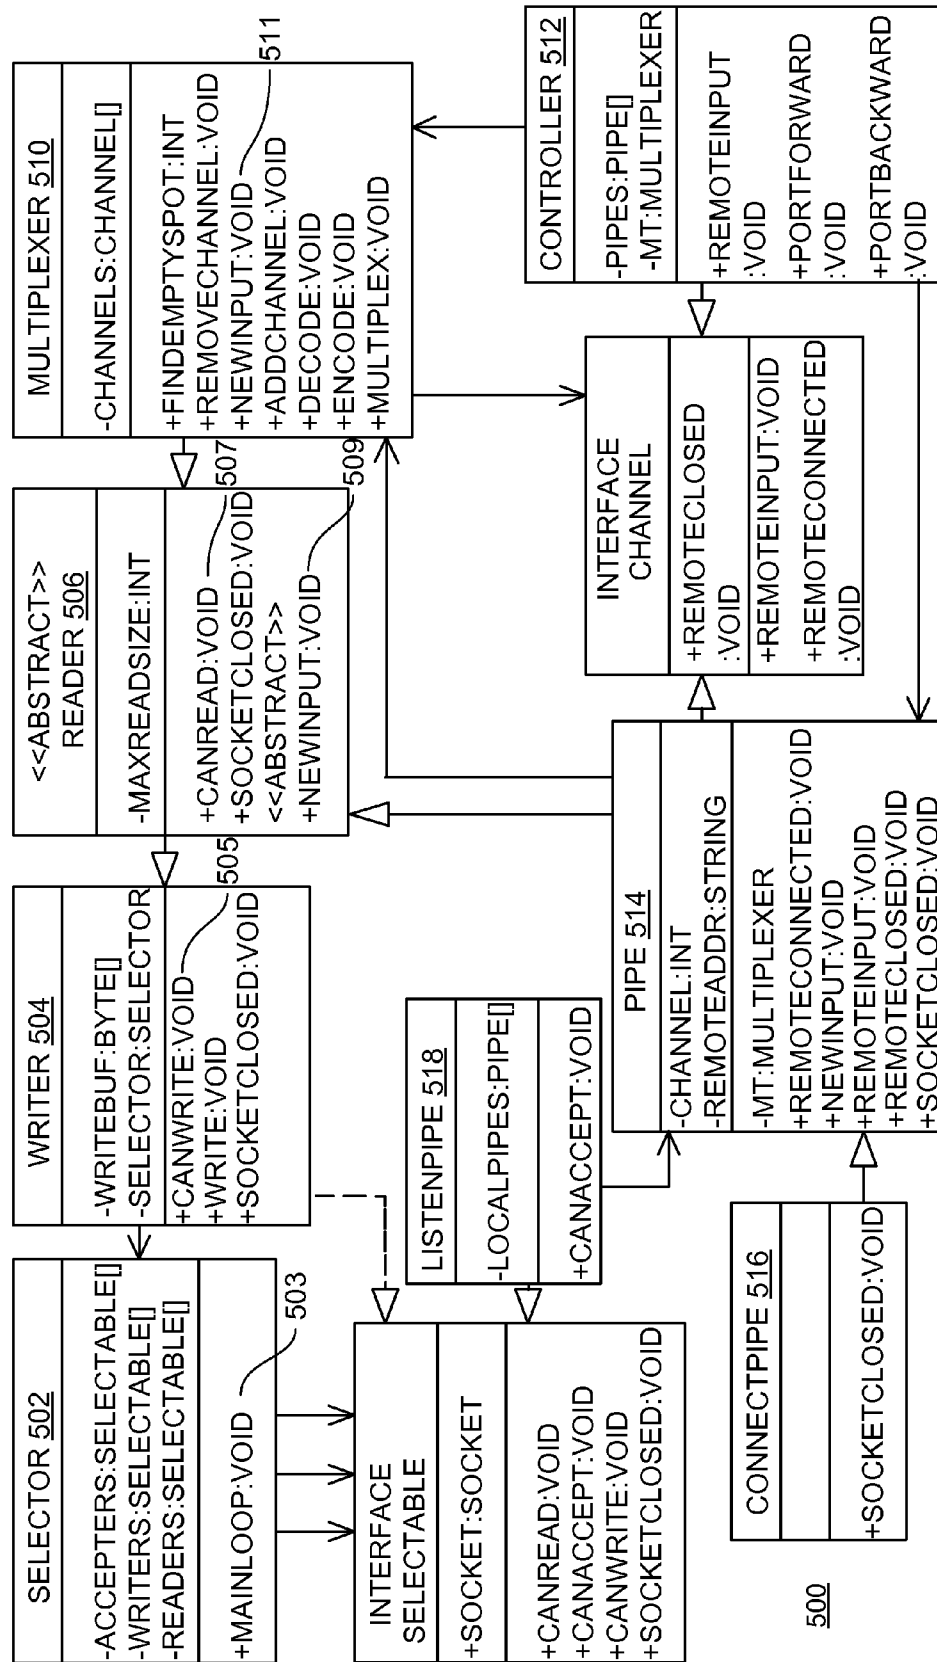 SELECTOR 502
-ACCEPTERS:SELECTABLE[]
-WRITERS:SELECTABLE[]
-READERS:SELECTABLE[]
+MAINLOOP:VOID
503
WRITER 504
-WRITEBUF:BYTE[]
-SELECTOR:SELECTOR
+CANWRITE:VOID
+WRITE:VOID
+SOCKETCLOSED:VOID
505
<<ABSTRACT>>
READER 506
-MAXREADSIZE:INT
+CANREAD:VOID
+SOCKETCLOSED:VOID
<<ABSTRACT>>
+NEWINPUT:VOID
507
509
MULTIPLEXER 510
-CHANNELS:CHANNEL[]
+FINDEMPTYSPOT:INT
+REMOVECHANNEL:VOID
+NEWINPUT:VOID
+ADDCHANNEL:VOID
+DECODE:VOID
+ENCODE:VOID
+MULTIPLEX:VOID
511
INTERFACE
SELECTABLE
+SOCKET:SOCKET
+CANREAD:VOID
+CANACCEPT:VOID
+CANWRITE:VOID
+SOCKETCLOSED:VOID
LISTENPIPE 518
-LOCALPIPES:PIPE[]
+CANACCEPT:VOID
INTERFACE
CHANNEL
+REMOTECLOSED
:VOID
+REMOTEINPUT:VOID
+REMOTECONNECTED
:VOID
CONTROLLER 512
-PIPES:PIPE[]
-MT:MULTIPLEXER
+REMOTEINPUT
:VOID
+PORTFORWARD
:VOID
+PORTBACKWARD
:VOID
PIPE 514
-CHANNEL:INT
-REMOTEADDR:STRING
-MT:MULTIPLEXER
+REMOTECONNECTED:VOID
+NEWINPUT:VOID
+REMOTEINPUT:VOID
+REMOTECLOSED:VOID
+SOCKETCLOSED:VOID
CONNECTPIPE 516
+SOCKETCLOSED:VOID
500